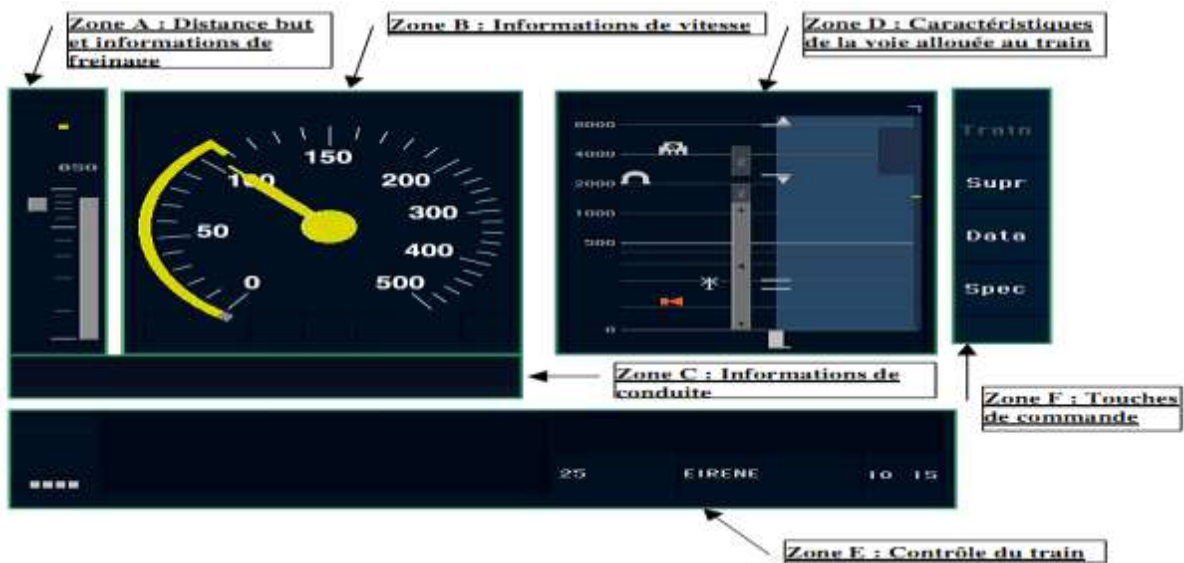 Zone A : Distance but
et informations de
freinage
Zone B : Informations de vitesse
Zone D : Caractéristiques
de la voie allouée au train
050
150
100
200
300
50
400
0
500
8000
4000
2000
1000
500
0
Train
Supr
Data
Spec
Zone C : Informations de
conduite
Zone F : Touches
de commande
25 EIRENE 10 15
Zone E : Contrôle du train